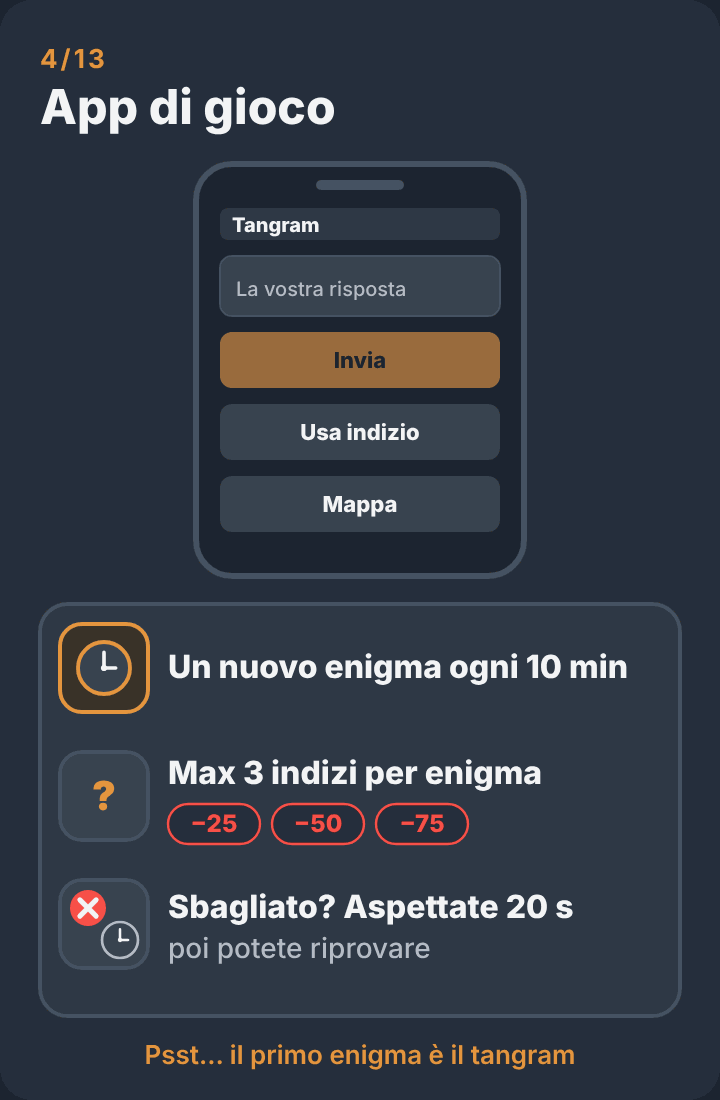 4/13
App di gioco
Tangram
La vostra risposta
Invia
Usa indizio
Mappa
Un nuovo enigma ogni 10 min
?
Max 3 indizi per enigma
−25 −50 −75
Sbagliato? Aspettate 20 s
poi potete riprovare
Psst... il primo enigma è il tangram